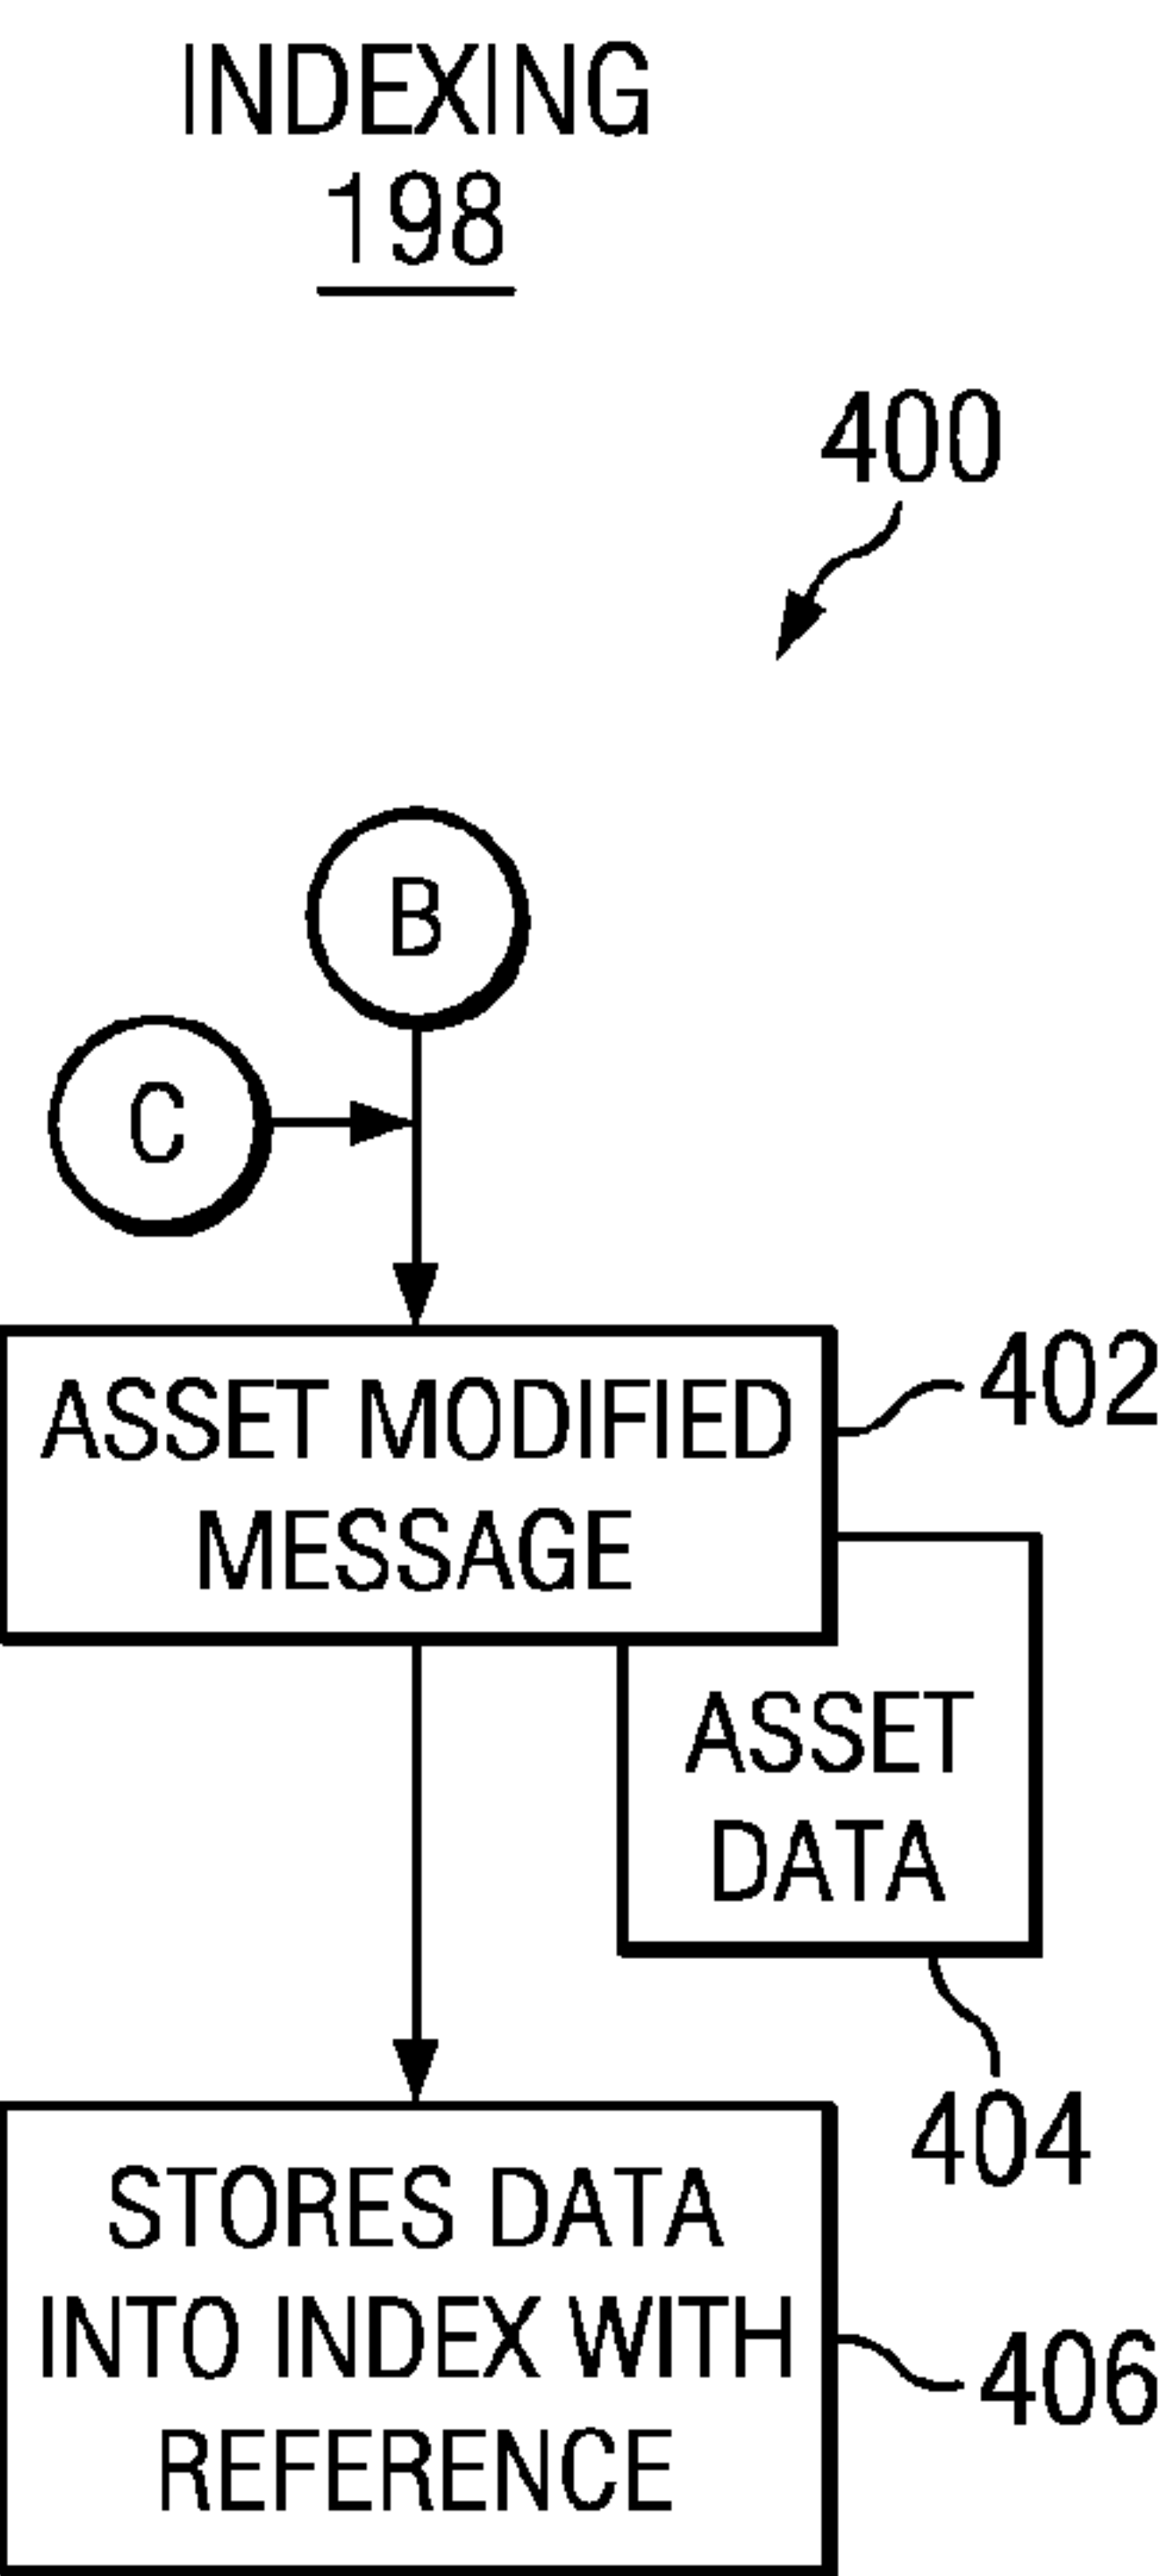 INDEXING
198
400
B
C
ASSET MODIFIED
MESSAGE
402
ASSET
DATA
404
STORES DATA
INTO INDEX WITH
REFERENCE
406